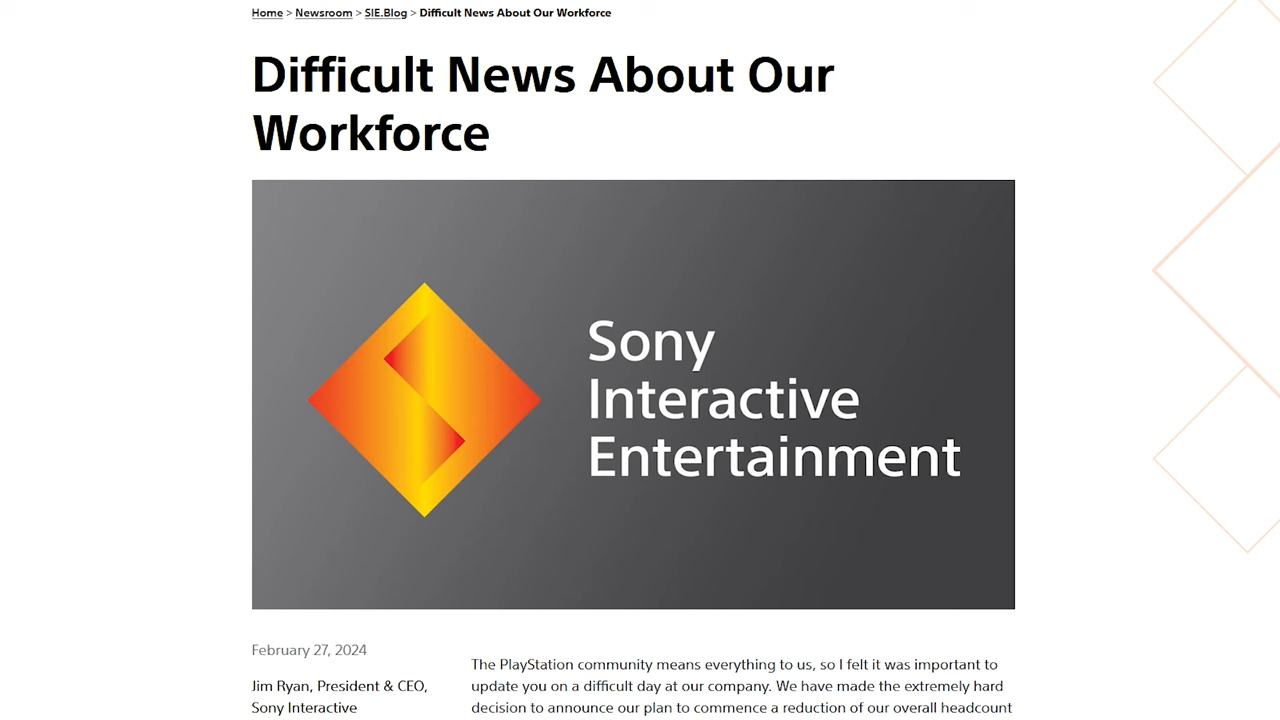 Home > Newsroom > SIE.Blog > Difficult News About Our Workforce
Difficult News About Our
Workforce
Sony
Interactive
Entertainment
February 27, 2024
Jim Ryan, President & CEO,
Sony Interactive
The PlayStation community means everything to us, so I felt it was important to
update you on a difficult day at our company. We have made the extremely hard
decision to announce our plan to commence a reduction of our overall headcount